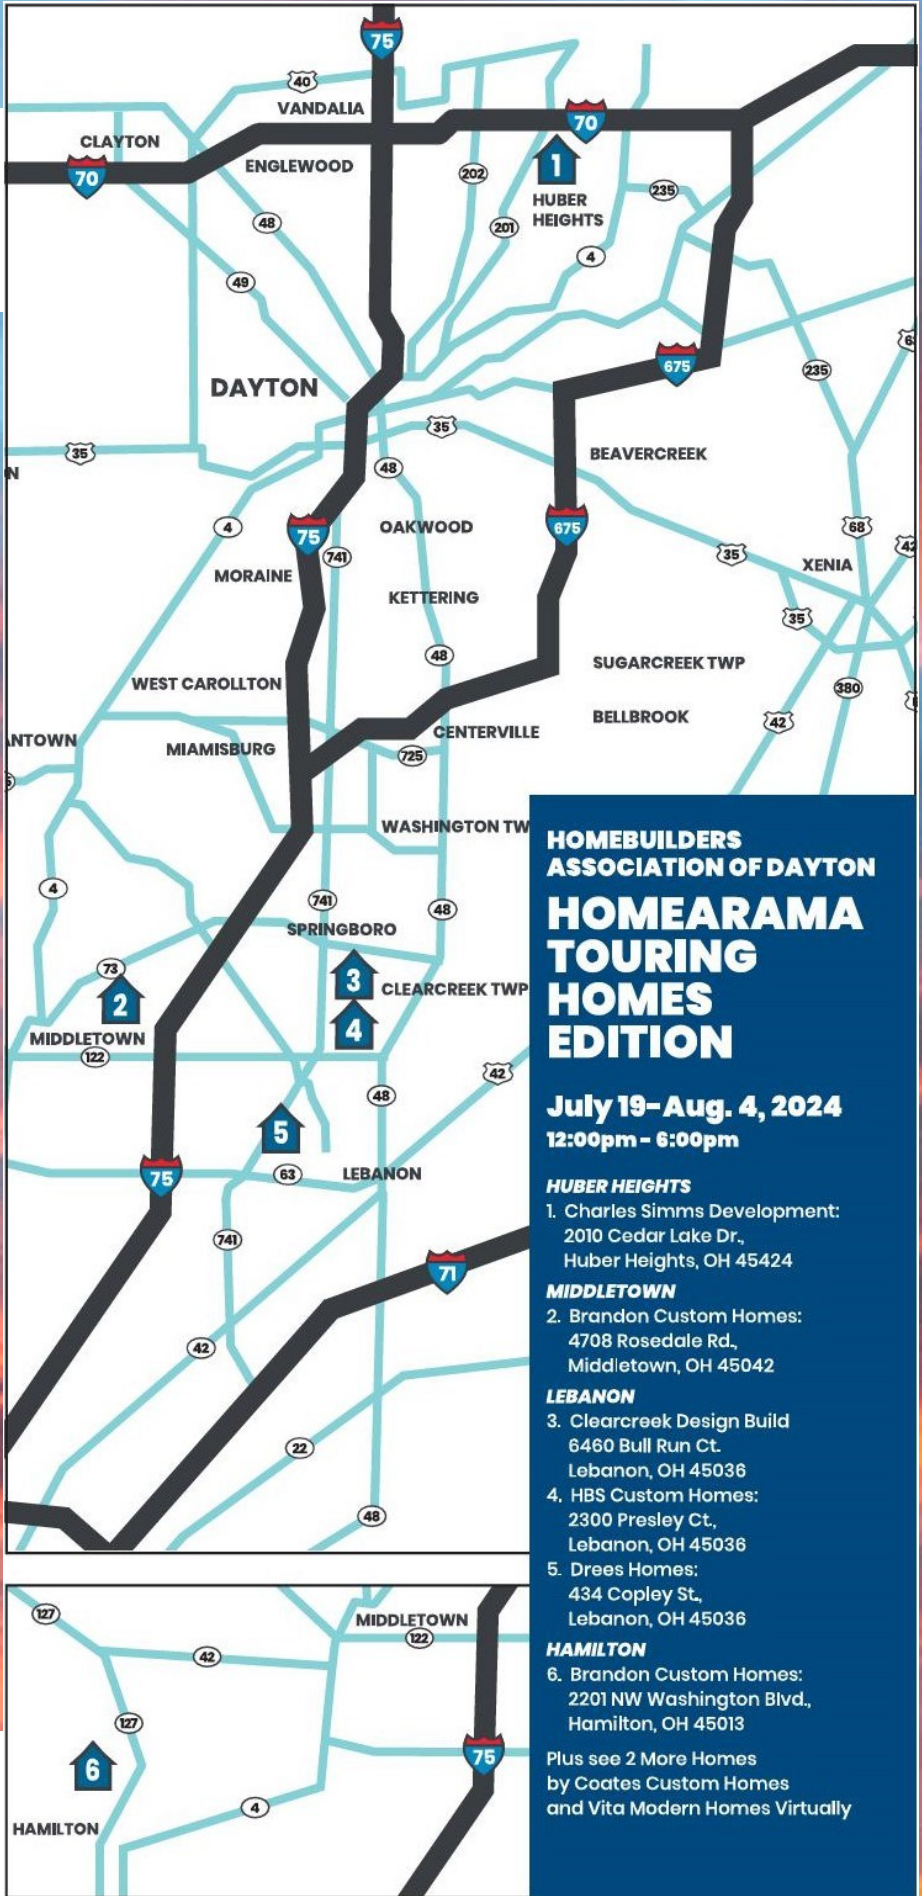 75
40
VANDALIA
70
CLAYTON
ENGLEWOOD
70
1
202
HUBER
HEIGHTS
235
201
48
4
49
675
235
DAYTON
35
35
BEAVERCREEK
48
4
75
OAKWOOD
675
68
741
35
42
XENIA
MORAINE
KETTERING
35
48
SUGARCREEK TWP
WEST CAROLLTON
380
BELLBROOK
42
ANTOWN
CENTERVILLE
MIAMISBURG
725
WASHINGTON TW
4
741
48
SPRINGBORO
73
3
CLEARCREEK TWP
2
4
MIDDLETOWN
122
42
48
5
75
63
LEBANON
741
71
42
22
48
127
MIDDLETOWN
122
42
127
75
6
4
HAMILTON
HOMEBUILDERS
ASSOCIATION OF DAYTON
HOMEARAMA
TOURING
HOMES
EDITION
July 19-Aug. 4, 2024
12:00pm - 6:00pm
HUBER HEIGHTS
1. Charles Simms Development:
2010 Cedar Lake Dr.,
Huber Heights, OH 45424
MIDDLETOWN
2. Brandon Custom Homes:
4708 Rosedale Rd.,
Middletown, OH 45042
LEBANON
3. Clearcreek Design Build
6460 Bull Run Ct.
Lebanon, OH 45036
4. HBS Custom Homes:
2300 Presley Ct.,
Lebanon, OH 45036
5. Drees Homes:
434 Copley St.,
Lebanon, OH 45036
HAMILTON
6. Brandon Custom Homes:
2201 NW Washington Blvd.,
Hamilton, OH 45013
Plus see 2 More Homes
by Coates Custom Homes
and Vita Modern Homes Virtually